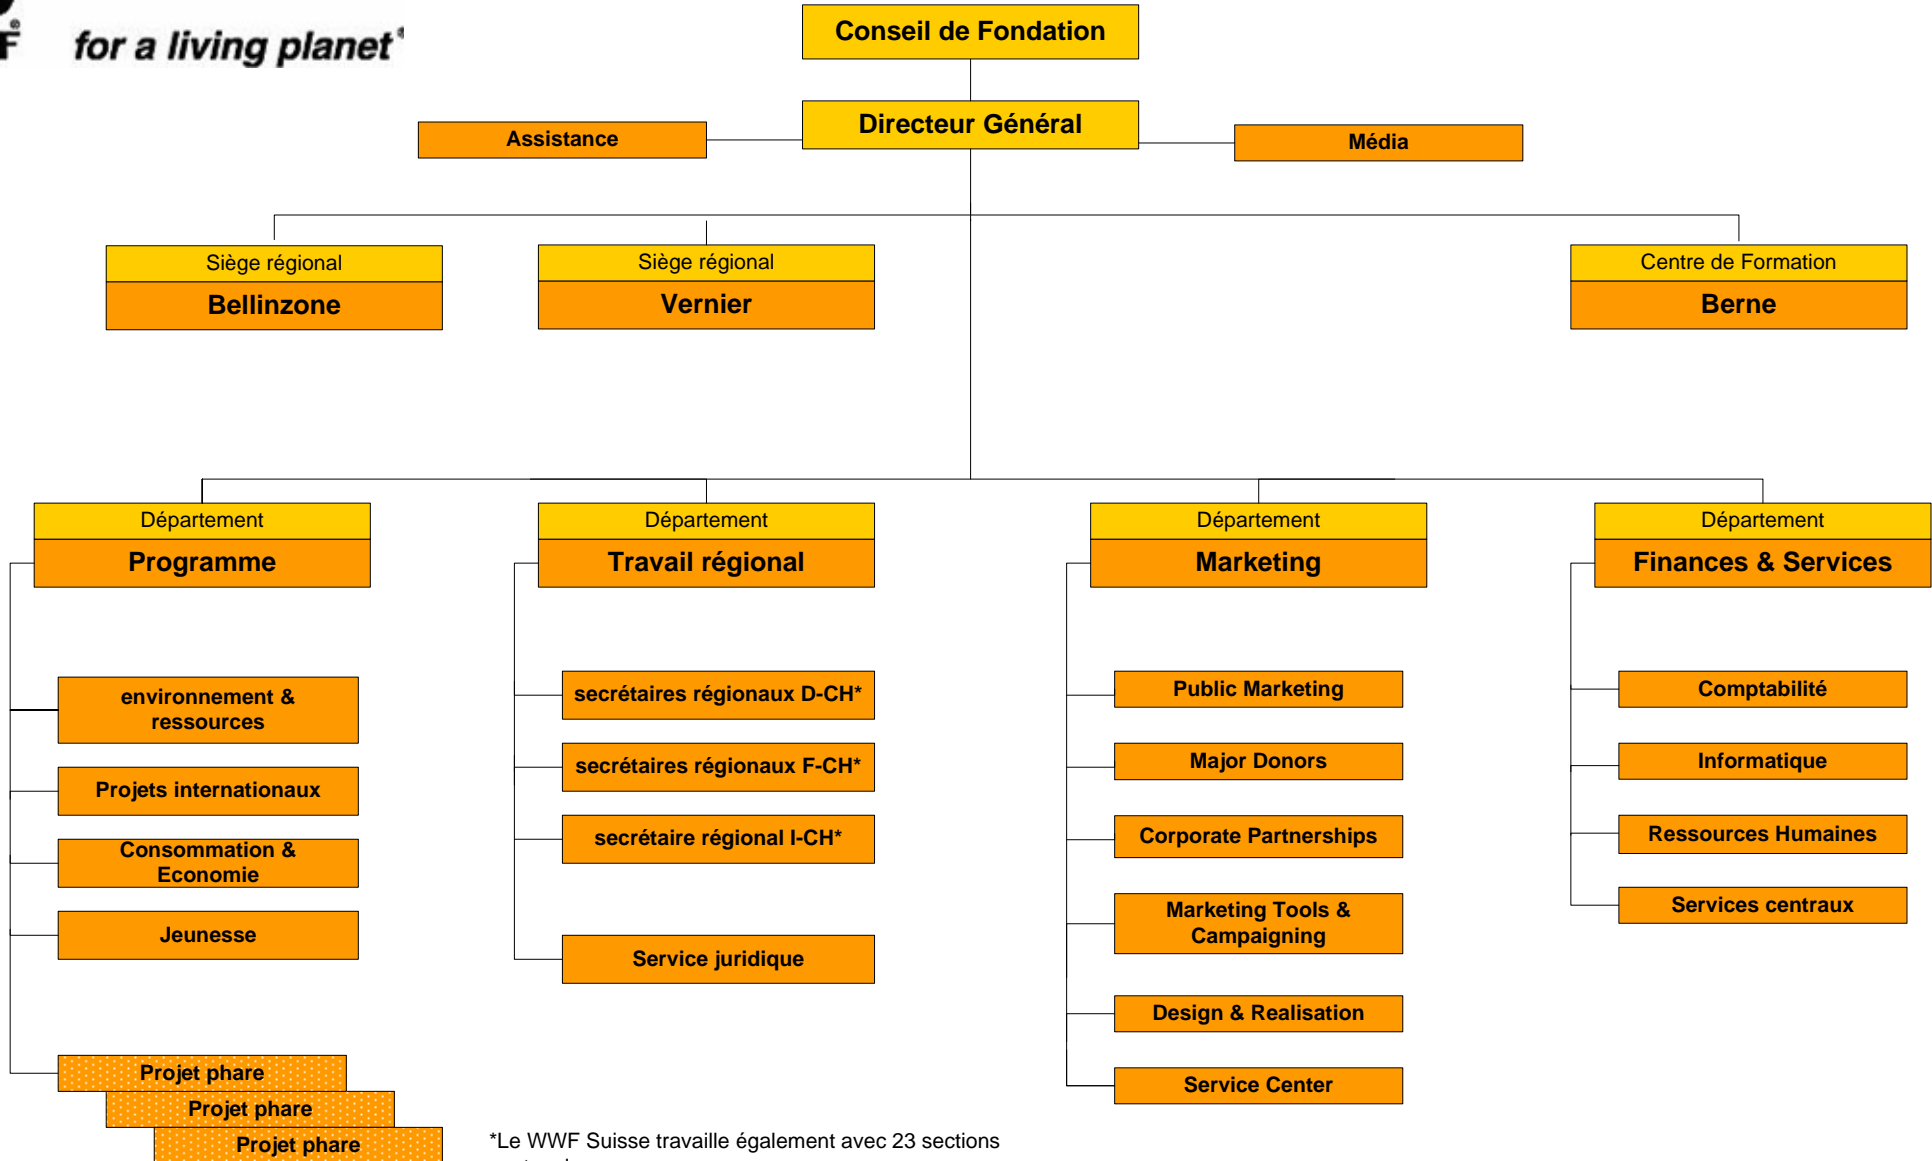 for a living planet®
Conseil de Fondation
Directeur Général
Assistance
Média
Siège régional
Bellinzone
Siège régional
Vernier
Centre de Formation
Berne
Département
Programme
Département
Travail régional
Département
Marketing
Département
Finances & Services
environnement &
ressources
Projets internationaux
Consommation &
Economie
Jeunesse
Projet phare
Projet phare
Projet phare
secrétaires régionaux D-CH*
secrétaires régionaux F-CH*
secrétaire régional I-CH*
Service juridique
Public Marketing
Major Donors
Corporate Partnerships
Marketing Tools &
Campaigning
Design & Realisation
Service Center
Comptabilité
Informatique
Ressources Humaines
Services centraux
*Le WWF Suisse travaille également avec 23 sections